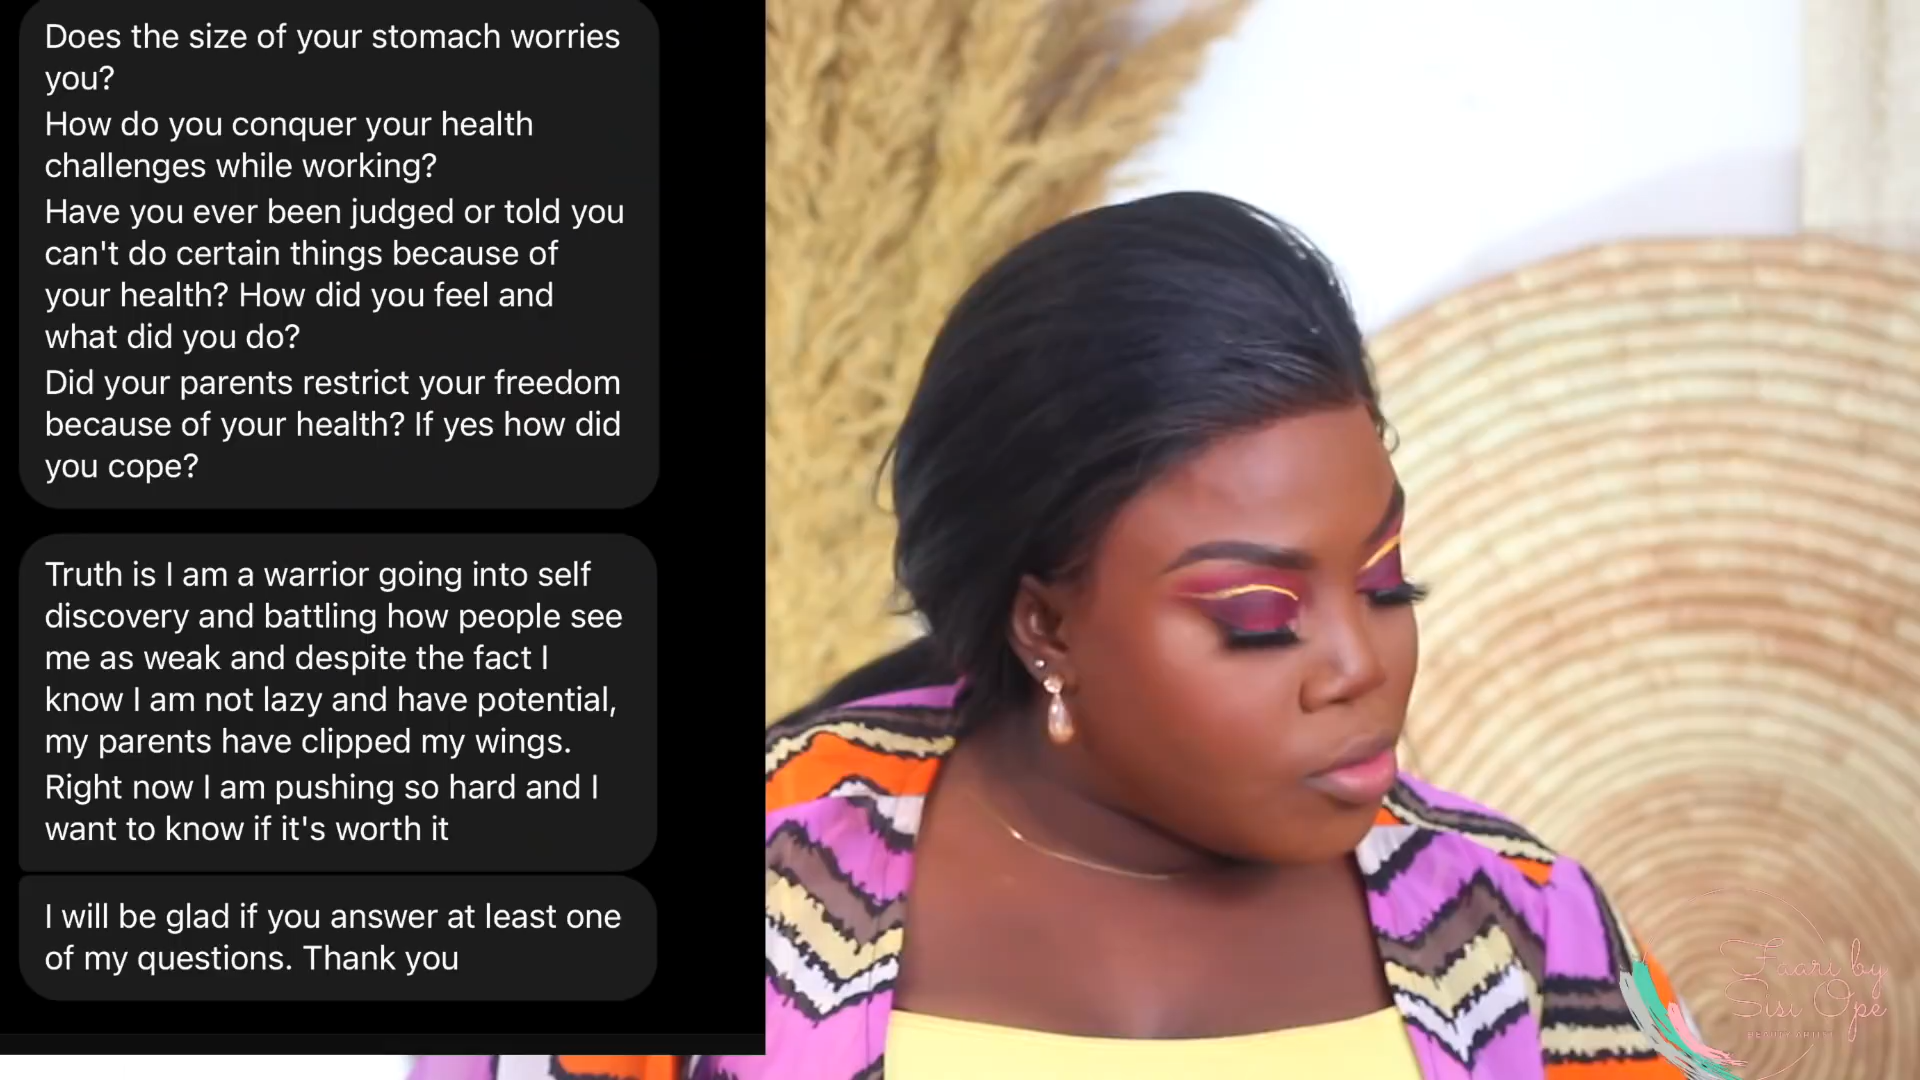 Does the size of your stomach worries
you?
How do you conquer your health
challenges while working?
Have you ever been judged or told you
can't do certain things because of
your health? How did you feel and
what did you do?
Did your parents restrict your freedom
because of your health? If yes how did
you cope?
Truth is I am a warrior going into self
discovery and battling how people see
me as weak and despite the fact I
know I am not lazy and have potential,
my parents have clipped my wings.
Right now I am pushing so hard and I
want to know if it's worth it
I will be glad if you answer at least one
of my questions. Thank you
Faari by
Sisi Ope
BEAUTY ARTIST